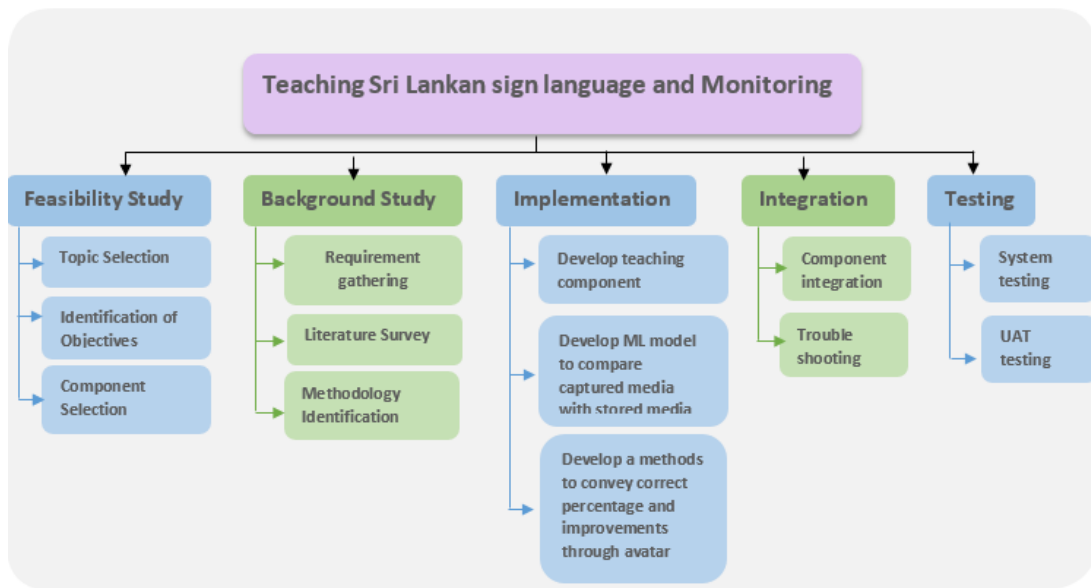 Teaching Sri Lankan sign language and Monitoring
Feasibility Study
Topic Selection
Identification of
Objectives
Component
Selection
Background Study
Requirement
gathering
Literature Survey
Methodology
Identification
Implementation
Develop teaching
component
Develop ML model
to compare
captured media
with stored media
Develop a methods
to convey correct
percentage and
improvements
through avatar
Integration
Component
integration
Trouble
shooting
Testing
System
testing
UAT
testing